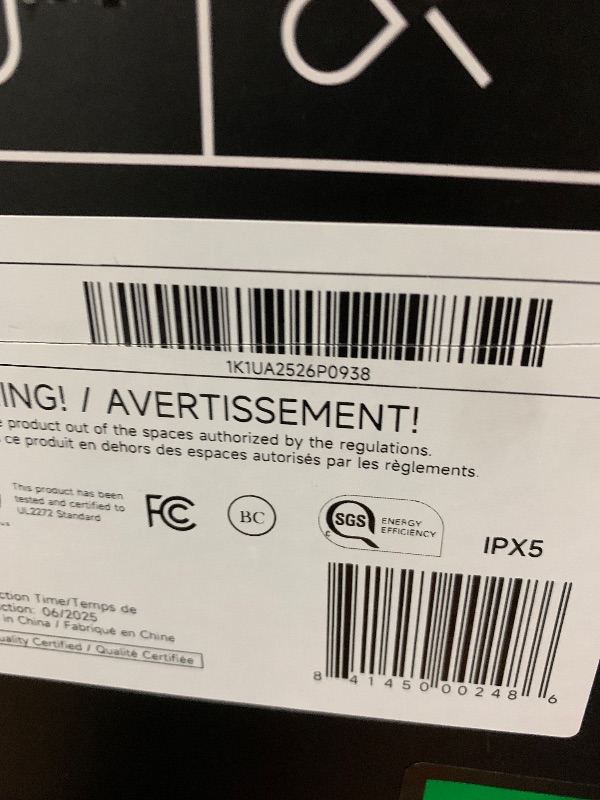 1K1UA2526P0938
ING! / AVERTISSEMENT!
product out of the spaces authorized by the regulations.
ce produit en dehors des espaces autorisés par les règlements.
This product has been
tested and certified to
UL2272 Standard
FC
BC
SGS
ENERGY
EFFICIENCY
IPX5
ction Time/Temps de
ction: 06/2025
in China / Fabriqué en Chine
uality Certified / Qualité Certifiée
8 41450 00248 6